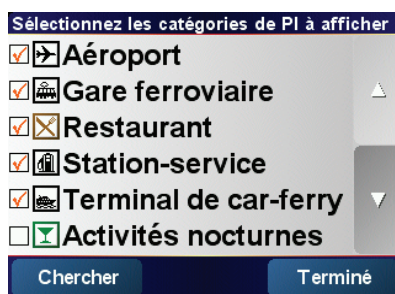 Sélectionnez les catégories de PI à afficher
Aéroport
Gare ferroviaire
Restaurant
Station-service
Terminal de car-ferry
Activités nocturnes
Chercher
Terminé